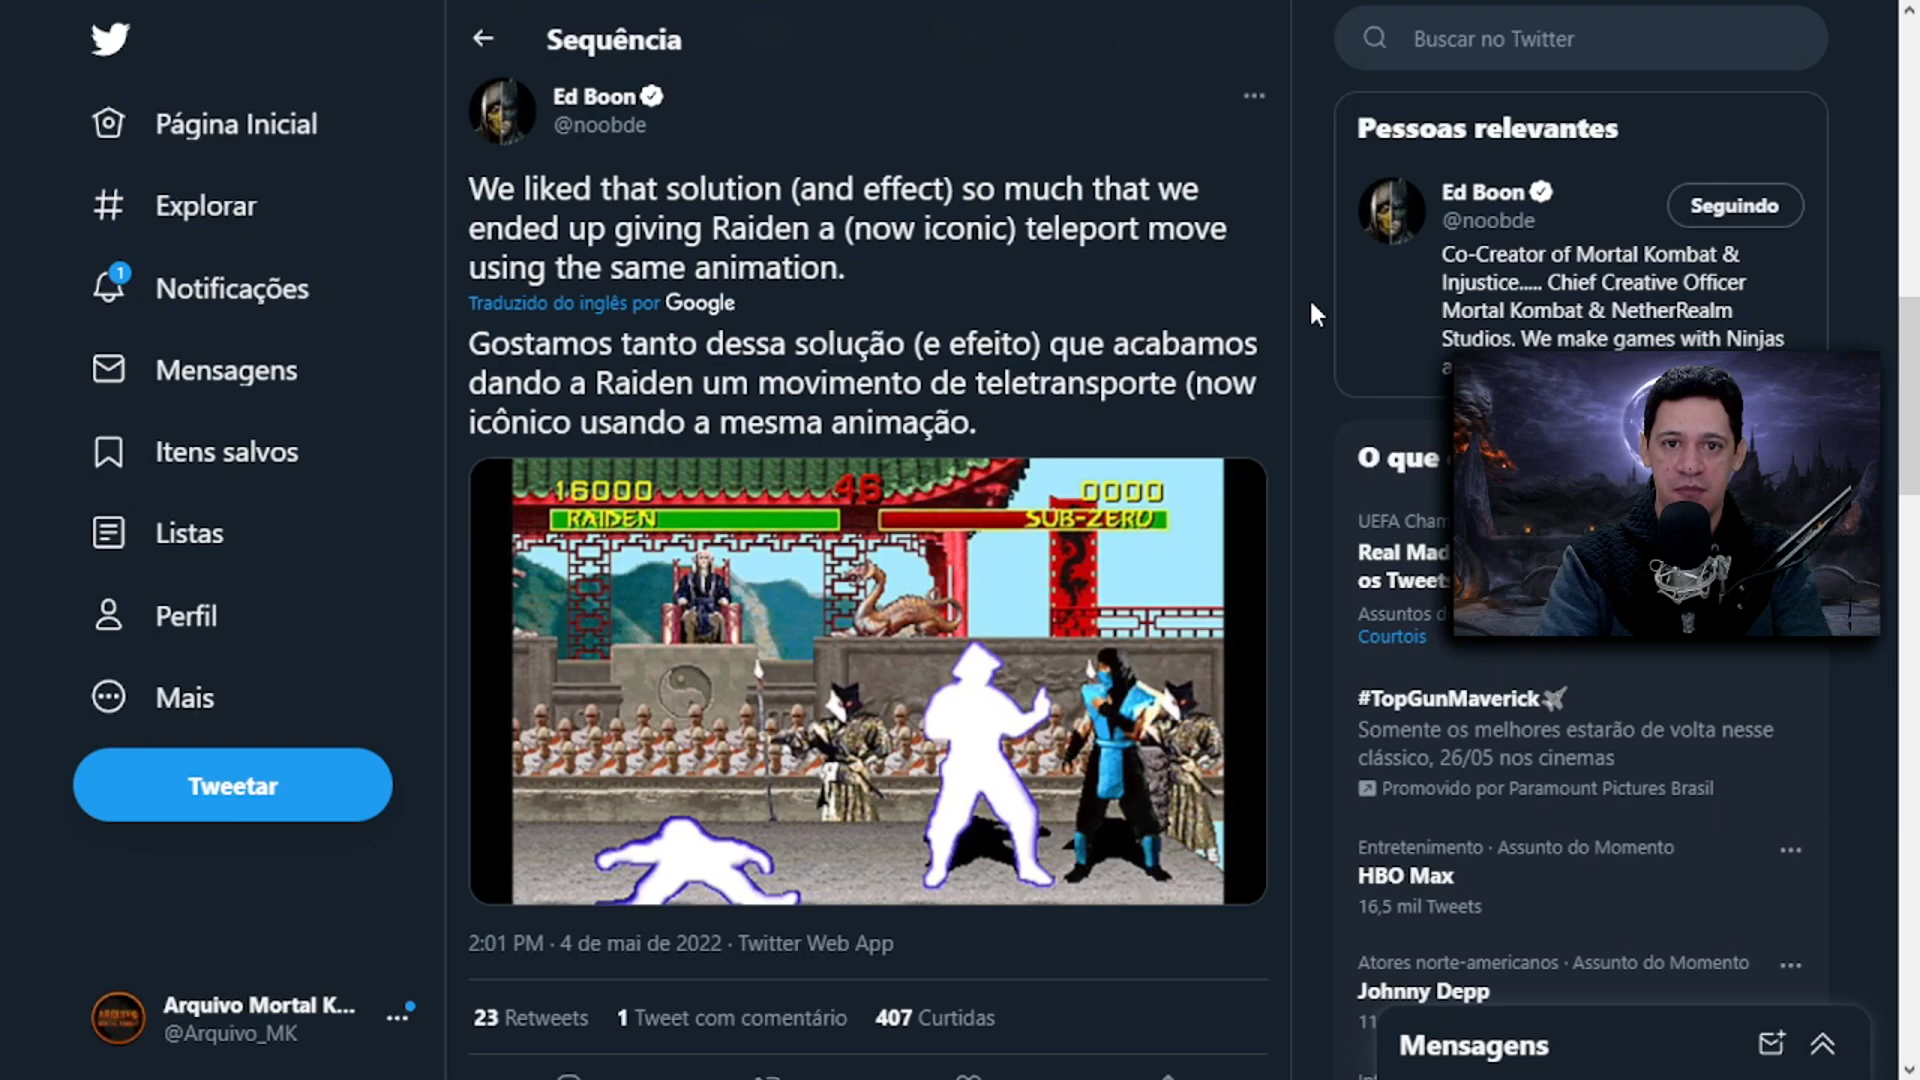 Página Inicial
Explorar
1
Notificações
Mensagens
Itens salvos
Listas
Perfil
Mais
Tweetar
Arquivo Mortal K...
@Arquivo_MK
Sequência
Ed Boon
@noobde
We liked that solution (and effect) so much that we
ended up giving Raiden a (now iconic) teleport move
using the same animation.
Traduzido do inglês por Google
Gostamos tanto dessa solução (e efeito) que acabamos
dando a Raiden um movimento de teletransporte (now
icônico usando a mesma animação.
16000 46 0000
RAIDEN SUB-ZERO
2:01 PM · 4 de mai de 2022 · Twitter Web App
23 Retweets 1 Tweet com comentário 407 Curtidas
Buscar no Twitter
Pessoas relevantes
Ed Boon
@noobde
Seguindo
Co-Creator of Mortal Kombat &
Injustice..... Chief Creative Officer
Mortal Kombat & NetherRealm
Studios. We make games with Ninjas
O que
UEFA Cham
Real Mad
os Tweets
Assuntos d
Courtois
#TopGunMaverick
Somente os melhores estarão de volta nesse
clássico, 26/05 nos cinemas
Promovido por Paramount Pictures Brasil
Entretenimento · Assunto do Momento
HBO Max
16,5 mil Tweets
Atores norte-americanos · Assunto do Momento
Johnny Depp
Mensagens